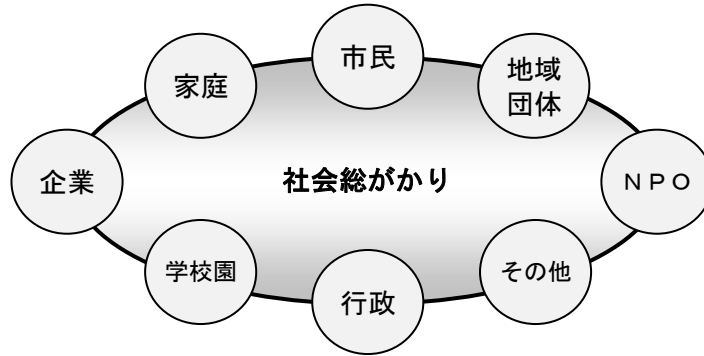 市民
家庭
地域
団体
企業
社会総がかり
ＮＰＯ
学校園
行政
その他